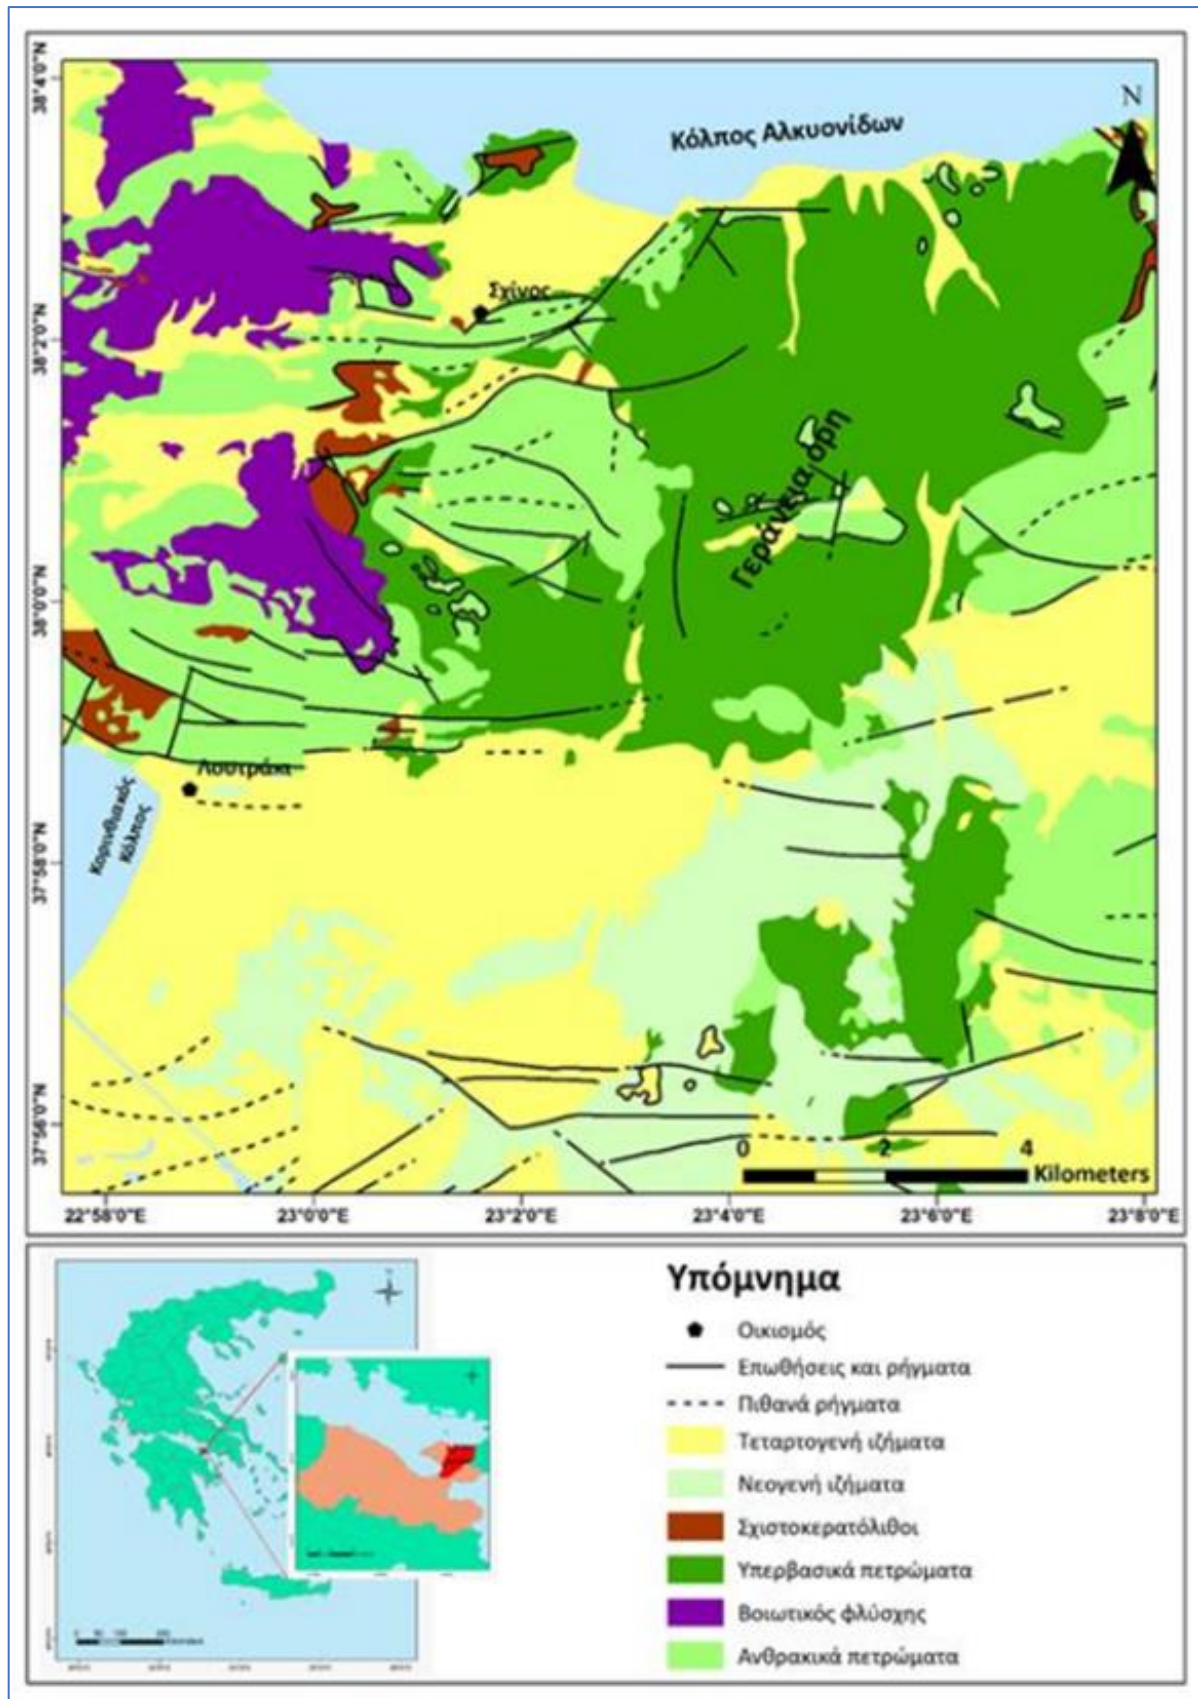 N
Κόλπος Αλκυονίδων
Σχίνος
Γεράνεια όρη
Λουτράκι
Κορινθιακός
Κόλπος
38°4'0"N
38°2'0"N
38°0'0"N
37°58'0"N
37°56'0"N
0 2 4
Kilometers
22°58'0"E 23°0'0"E 23°2'0"E 23°4'0"E 23°6'0"E 23°8'0"E
Υπόμνημα
Οικισμός
Επωθήσεις και ρήγματα
Πιθανά ρήγματα
Τεταρτογενή ιζήματα
Νεογενή ιζήματα
Σχιστοκερατόλιθοι
Υπερβασικά πετρώματα
Βοιωτικός φλύσχης
Ανθρακικά πετρώματα